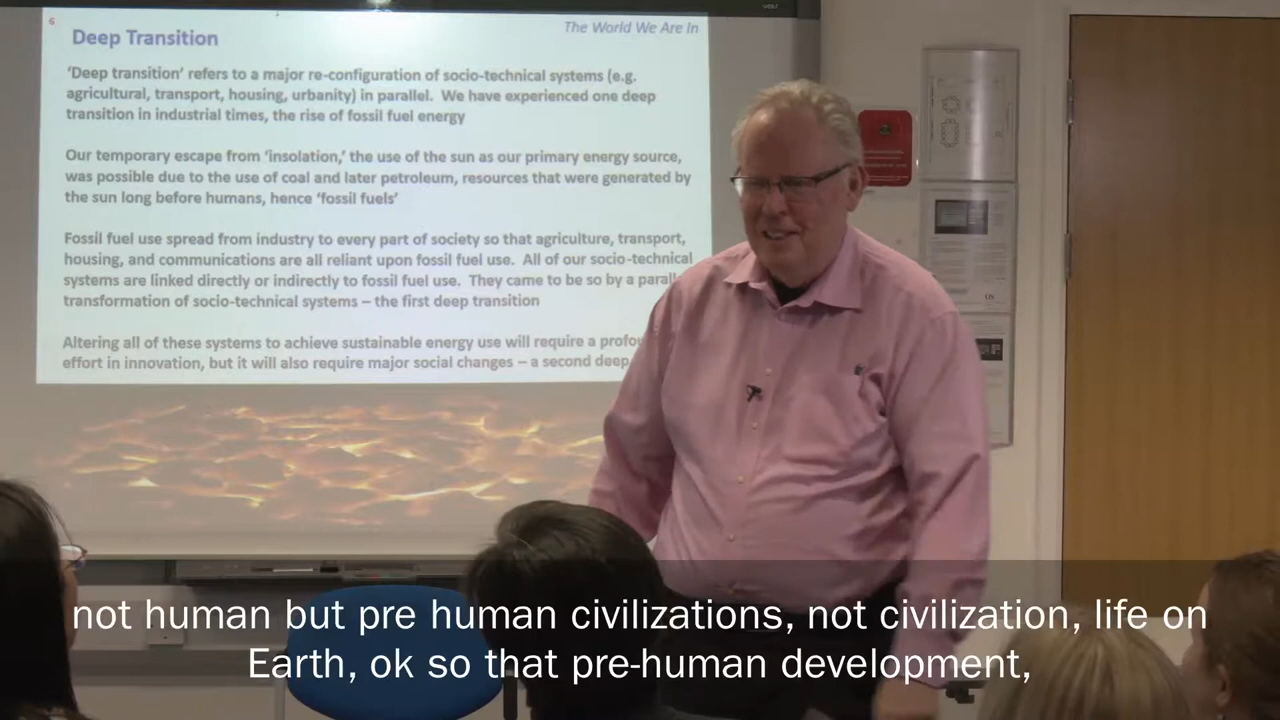 6
The World We Are In
Deep Transition
'Deep transition' refers to a major re-configuration of socio-technical systems (e.g.
agricultural, transport, housing, urbanity) in parallel. We have experienced one deep
transition in industrial times, the rise of fossil fuel energy
Our temporary escape from 'insolation,' the use of the sun as our primary energy source,
was possible due to the use of coal and later petroleum, resources that were generated by
the sun long before humans, hence 'fossil fuels'
Fossil fuel use spread from industry to every part of society so that agriculture, transport,
housing, and communications are all reliant upon fossil fuel use. All of our socio-technical
systems are linked directly or indirectly to fossil fuel use. They came to be so by a parall
transformation of socio-technical systems – the first deep transition
Altering all of these systems to achieve sustainable energy use will require a profou
effort in innovation, but it will also require major social changes – a second deep
not human but pre human civilizations, not civilization, life on
Earth, ok so that pre-human development,